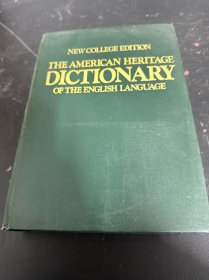 NEW COLLEGE EDITION
THE AMERICAN HERITAGE
DICTIONARY
OF THE ENGLISH LANGUAGE